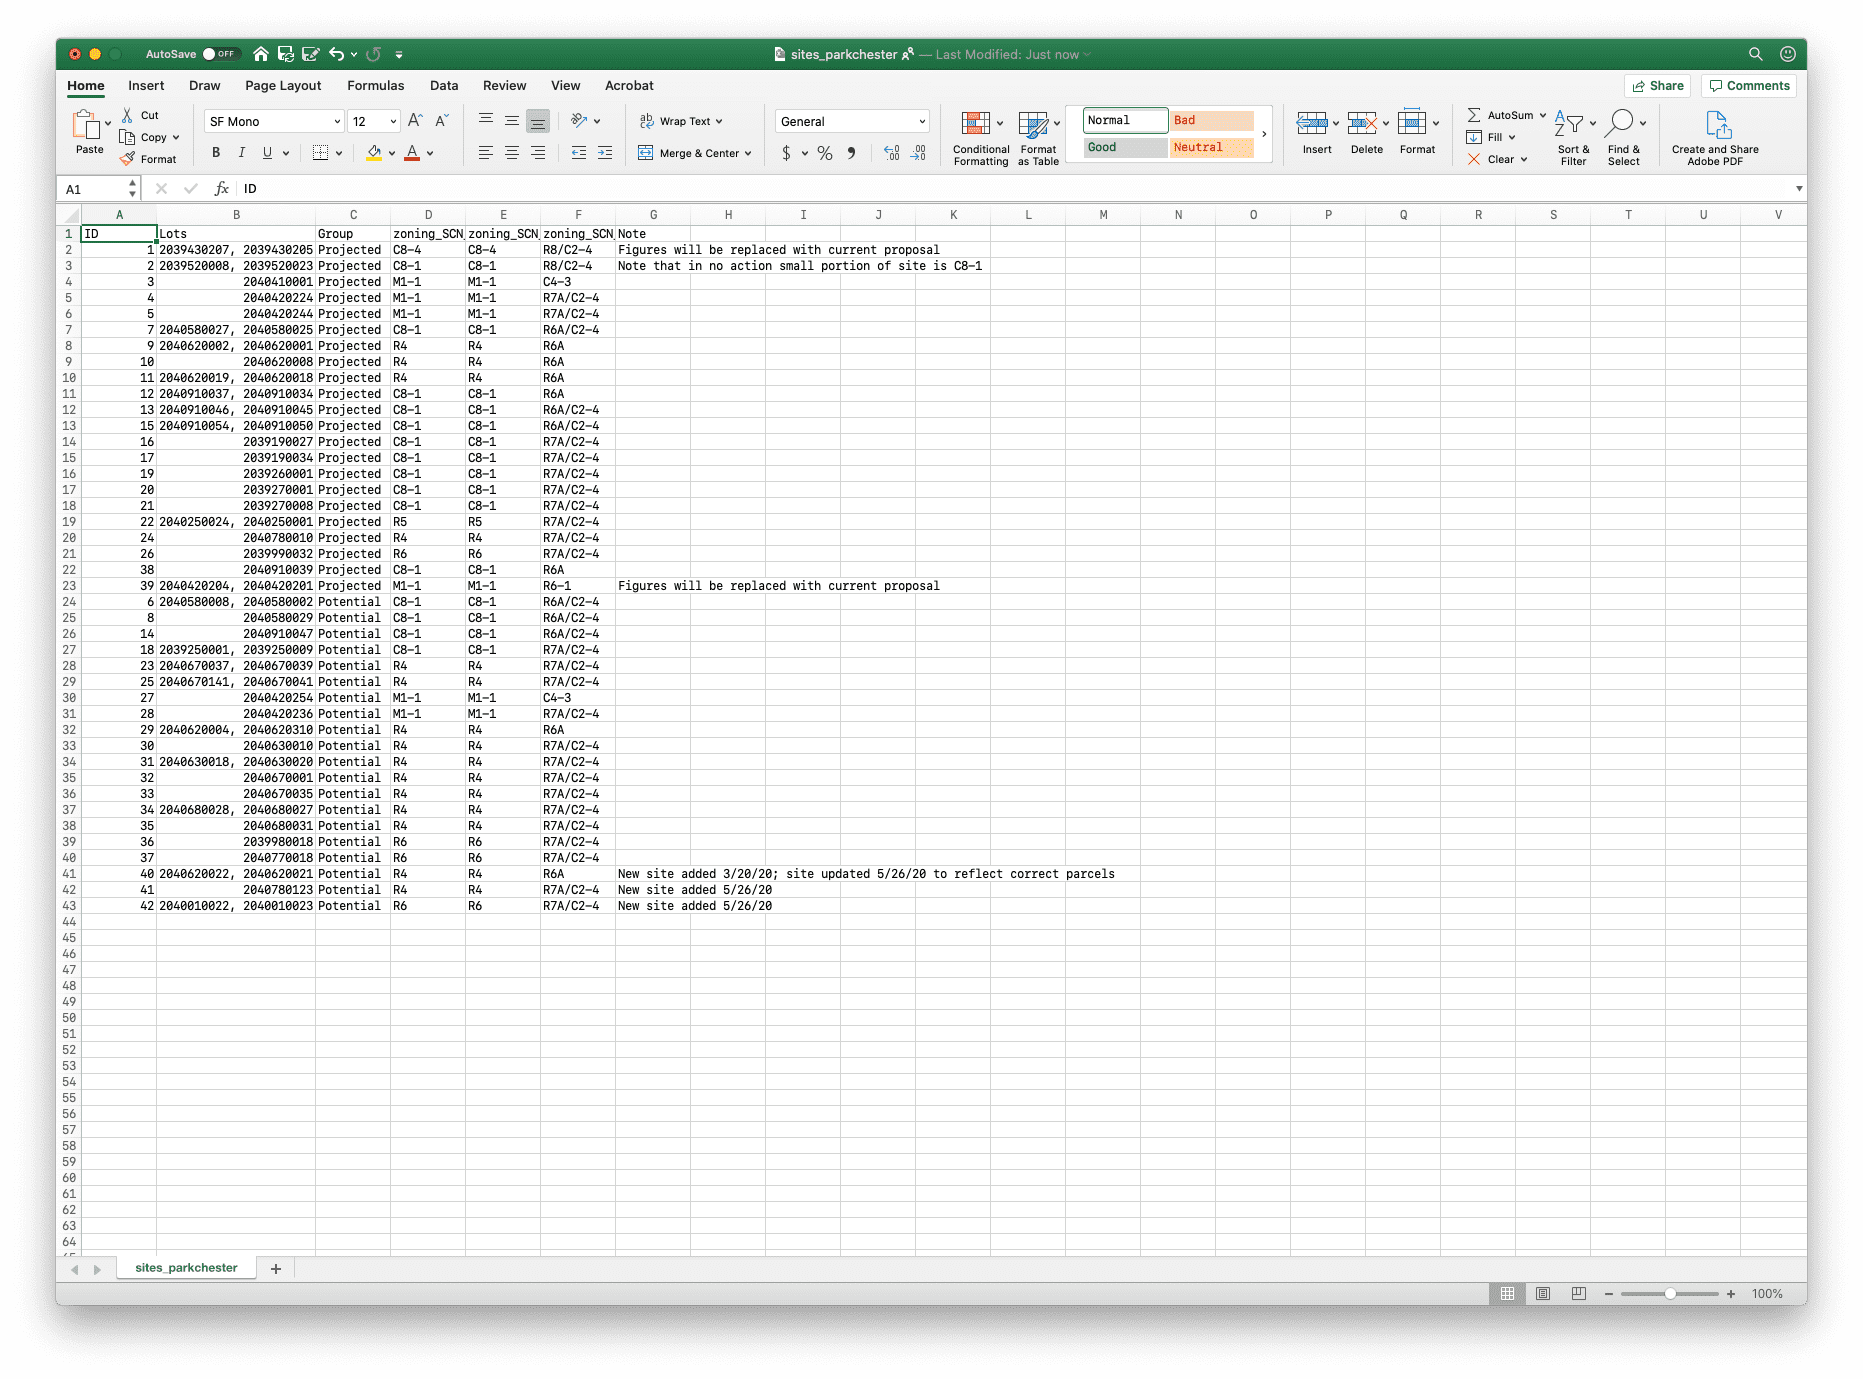 AutoSave OFF
sites_parkchester — Last Modified: Just now
Home Insert Draw Page Layout Formulas Data Review View Acrobat Share Comments
Paste Cut Copy Format
SF Mono 12
B I U A
ab Wrap Text
Merge & Center
General
$ % 9
Conditional Formatting
Format as Table
Normal Bad
Good Neutral
Insert Delete Format
AutoSum
Fill
Clear
Sort & Filter
Find & Select
Create and Share Adobe PDF
A1 fx ID
A B C D E F G H I J K L M N O P Q R S T U V
1 ID Lots Group zoning_SCN_ zoning_SCN_ zoning_SCN_ Note
2 1 2039430207, 2039430205 Projected C8-4 C8-4 R8/C2-4 Figures will be replaced with current proposal
3 2 2039520008, 2039520023 Projected C8-1 C8-1 R8/C2-4 Note that in no action small portion of site is C8-1
4 3 2040410001 Projected M1-1 M1-1 C4-3
5 4 2040420224 Projected M1-1 M1-1 R7A/C2-4
6 5 2040420244 Projected M1-1 M1-1 R7A/C2-4
7 7 2040580027, 2040580025 Projected C8-1 C8-1 R6A/C2-4
8 9 2040620002, 2040620001 Projected R4 R4 R6A
9 10 2040620008 Projected R4 R4 R6A
10 11 2040620019, 2040620018 Projected R4 R4 R6A
11 12 2040910037, 2040910034 Projected C8-1 C8-1 R6A
12 13 2040910046, 2040910045 Projected C8-1 C8-1 R6A/C2-4
13 15 2040910054, 2040910050 Projected C8-1 C8-1 R6A/C2-4
14 16 2039190027 Projected C8-1 C8-1 R7A/C2-4
15 17 2039190034 Projected C8-1 C8-1 R7A/C2-4
16 19 2039260001 Projected C8-1 C8-1 R7A/C2-4
17 20 2039270001 Projected C8-1 C8-1 R7A/C2-4
18 21 2039270008 Projected C8-1 C8-1 R7A/C2-4
19 22 2040250024, 2040250001 Projected R5 R5 R7A/C2-4
20 24 2040780010 Projected R4 R4 R7A/C2-4
21 26 2039990032 Projected R6 R6 R7A/C2-4
22 38 2040910039 Projected C8-1 C8-1 R6A
23 39 2040420204, 2040420201 Projected M1-1 M1-1 R6-1 Figures will be replaced with current proposal
24 6 2040580008, 2040580002 Potential C8-1 C8-1 R6A/C2-4
25 8 2040580029 Potential C8-1 C8-1 R6A/C2-4
26 14 2040910047 Potential C8-1 C8-1 R6A/C2-4
27 18 2039250001, 2039250009 Potential C8-1 C8-1 R7A/C2-4
28 23 2040670037, 2040670039 Potential R4 R4 R7A/C2-4
29 25 2040670141, 2040670041 Potential R4 R4 R7A/C2-4
30 27 2040420254 Potential M1-1 M1-1 C4-3
31 28 2040420236 Potential M1-1 M1-1 R7A/C2-4
32 29 2040620004, 2040620310 Potential R4 R4 R6A
33 30 2040630010 Potential R4 R4 R7A/C2-4
34 31 2040630018, 2040630020 Potential R4 R4 R7A/C2-4
35 32 2040670001 Potential R4 R4 R7A/C2-4
36 33 2040670035 Potential R4 R4 R7A/C2-4
37 34 2040680028, 2040680027 Potential R4 R4 R7A/C2-4
38 35 2040680031 Potential R4 R4 R7A/C2-4
39 36 2039980018 Potential R6 R6 R7A/C2-4
40 37 2040770018 Potential R6 R6 R7A/C2-4
41 40 2040620022, 2040620021 Potential R4 R4 R6A New site added 3/20/20; site updated 5/26/20 to reflect correct parcels
42 41 2040780123 Potential R4 R4 R7A/C2-4 New site added 5/26/20
43 42 2040010022, 2040010023 Potential R6 R6 R7A/C2-4 New site added 5/26/20
44
45
46
47
48
49
50
51
52
53
54
55
56
57
58
59
60
61
62
63
64
65
sites_parkchester +
100%